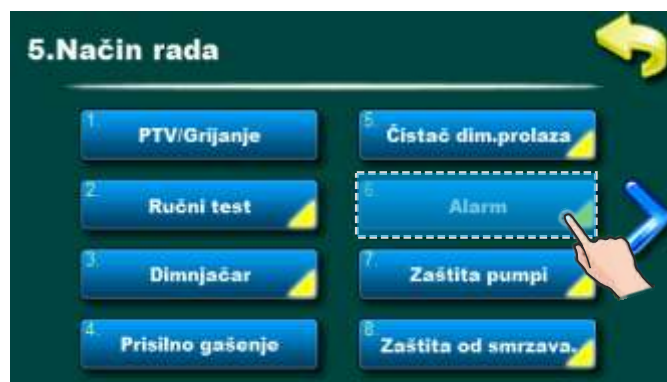 5.Način rada
1. PTV/Grijanje
2. Ručni test
3. Dimnjačar
4. Prisilno gašenje
5. Čistač dim.prolaza
6. Alarm
7. Zaštita pumpi
8. Zaštita od smrzava.